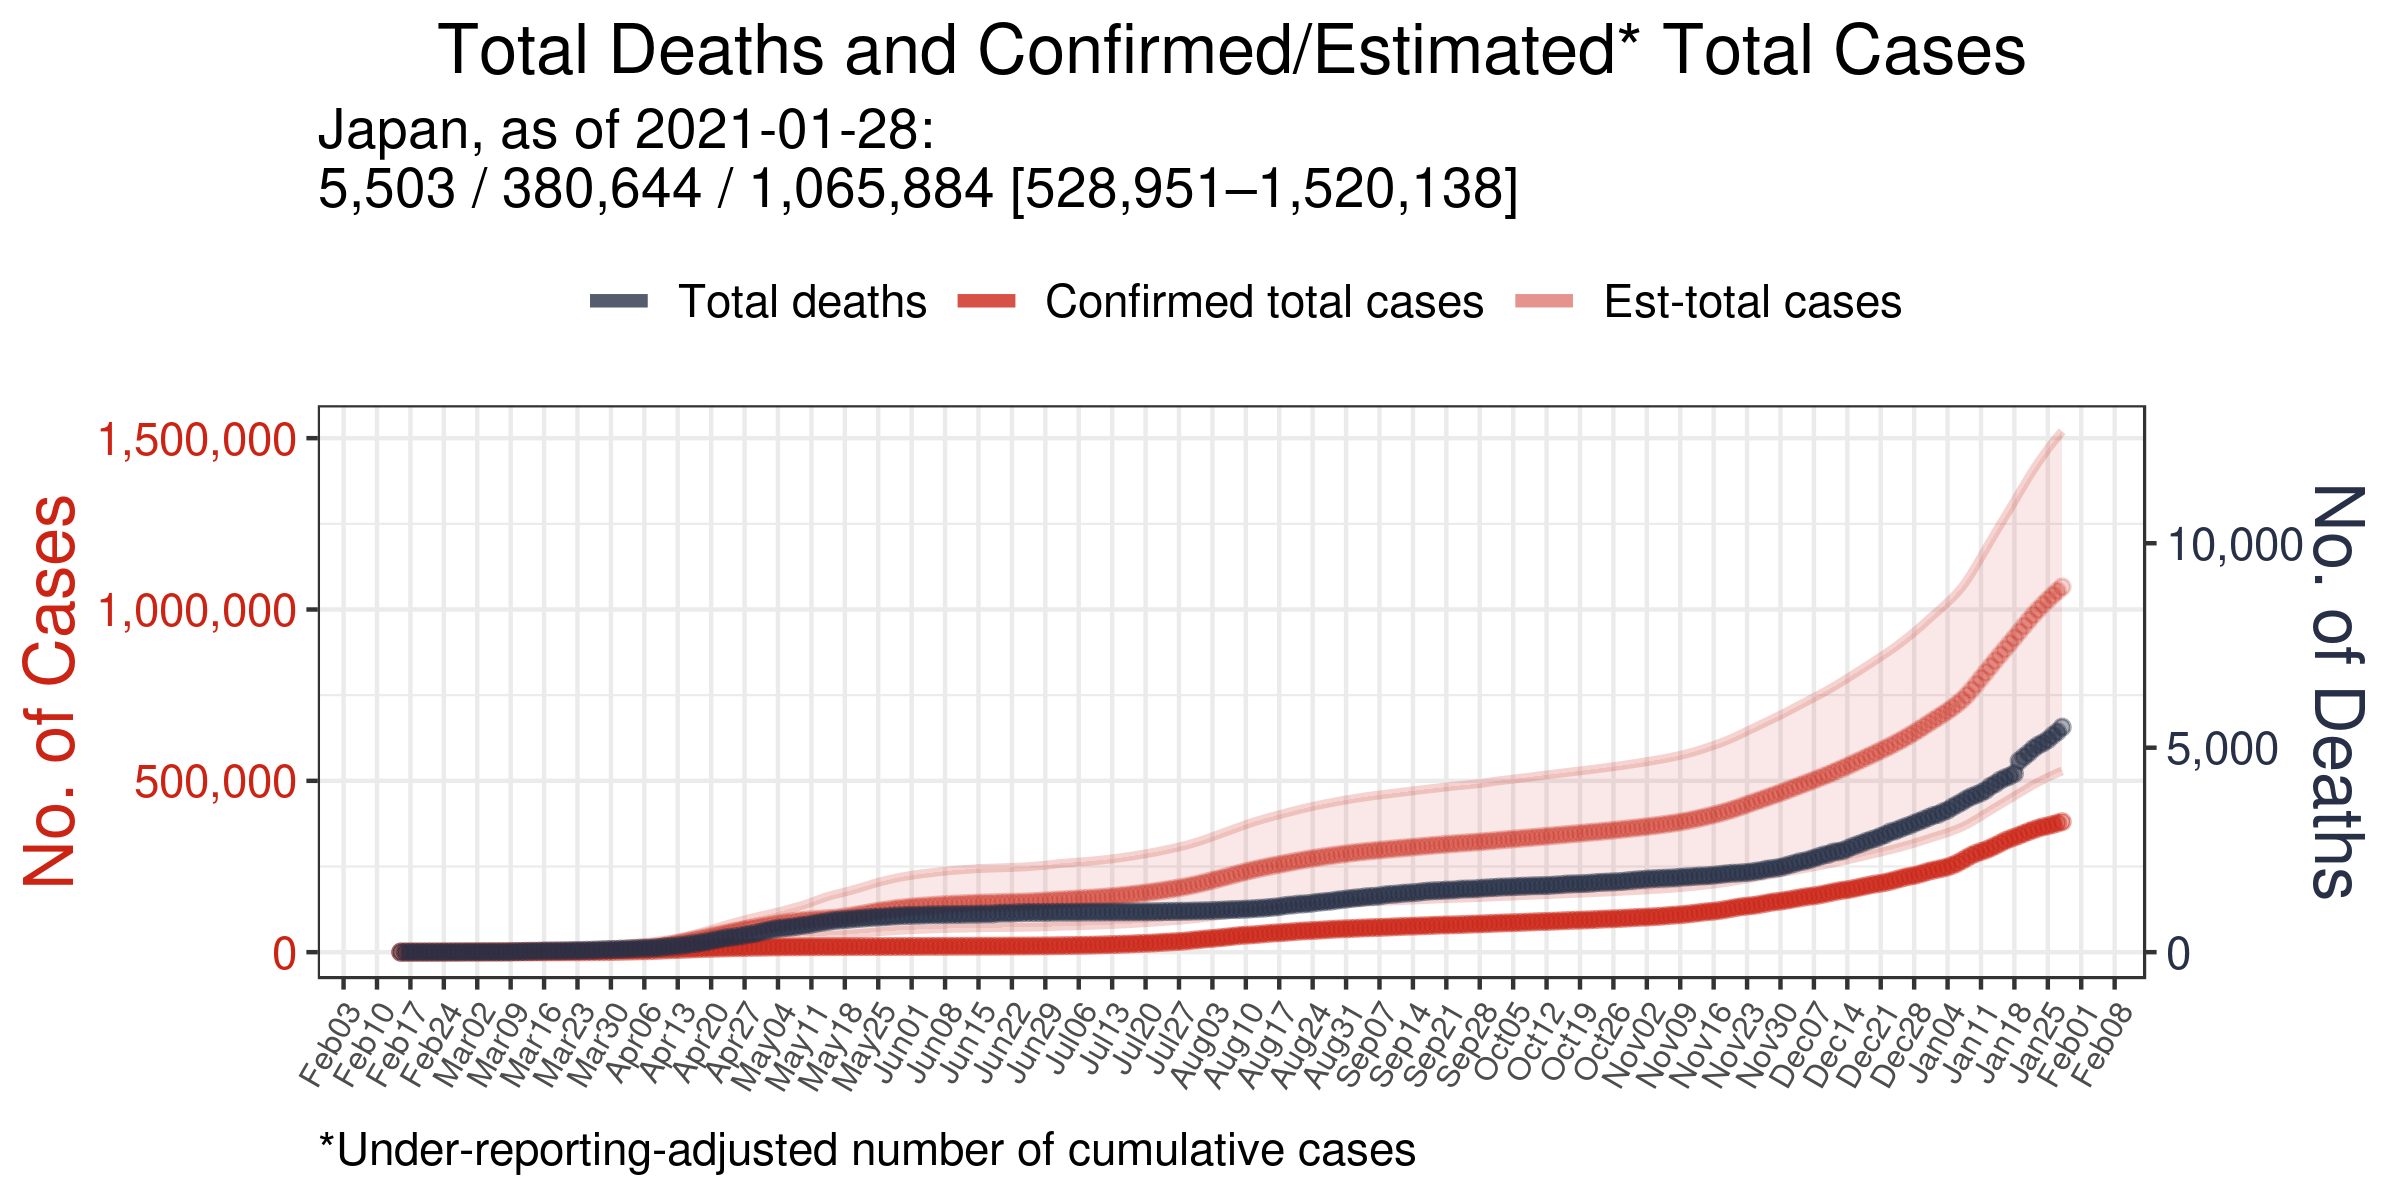 Total Deaths and Confirmed/Estimated* Total Cases
Japan, as of 2021-01-28:
5,503 / 380,644 / 1,065,884 [528,951–1,520,138]
Total deaths
Confirmed total cases
Est-total cases
No. of Cases
1,500,000
1,000,000
500,000
0
No. of Deaths
10,000
5,000
0
Feb03
Feb10
Feb17
Feb24
Mar02
Mar09
Mar16
Mar23
Mar30
Apr06
Apr13
Apr20
Apr27
May04
May11
May18
May25
Jun01
Jun08
Jun15
Jun22
Jun29
Jul06
Jul13
Jul20
Jul27
Aug03
Aug10
Aug17
Aug24
Aug31
Sep07
Sep14
Sep21
Sep28
Oct05
Oct12
Oct19
Oct26
Nov02
Nov09
Nov16
Nov23
Nov30
Dec07
Dec14
Dec21
Dec28
Jan04
Jan11
Jan18
Jan25
Feb01
Feb08
*Under-reporting-adjusted number of cumulative cases